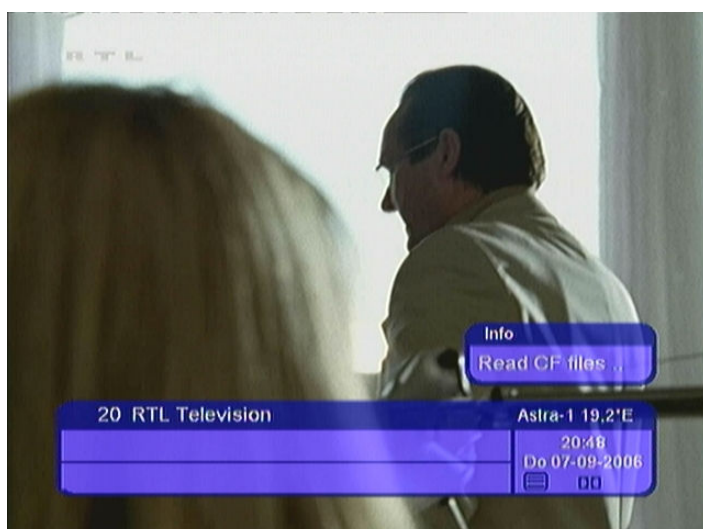 RTL
Info
Read CF files ..
20 RTL Television
Astra-1 19,2°E
20:48
Do 07-09-2006